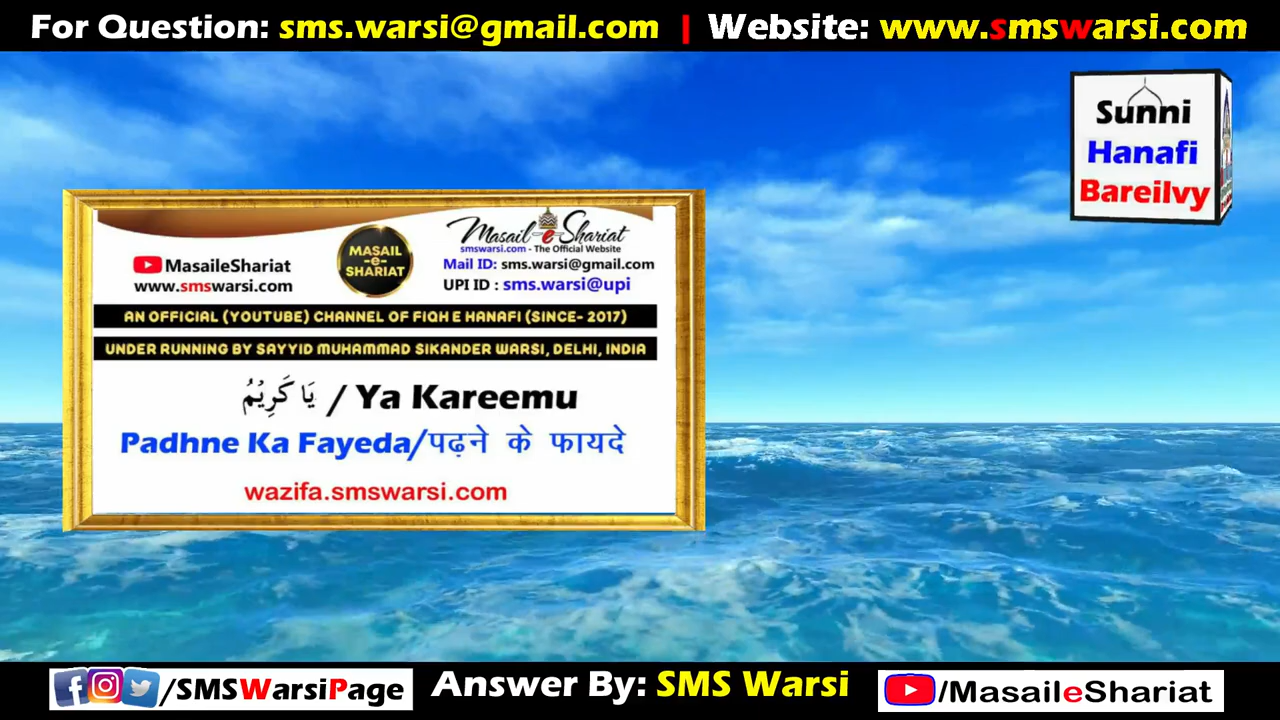 For Question: sms.warsi@gmail.com | Website: www.smswarsi.com
Sunni
Hanafi
Bareilvy
Masail-e-Shariat
smswarsi.com - The Official Website
MasaileShariat
www.smswarsi.com
MASAIL
-e-
SHARIAT
Mail ID: sms.warsi@gmail.com
UPI ID : sms.warsi@upi
AN OFFICIAL (YOUTUBE) CHANNEL OF FIQH E HANAFI (SINCE- 2017)
UNDER RUNNING BY SAYYID MUHAMMAD SIKANDER WARSI, DELHI, INDIA
يَا كَرِيْمُ / Ya Kareemu
Padhne Ka Fayeda/पढ़ने के फायदे
wazifa.smswarsi.com
/SMSWarsiPage
Answer By: SMS Warsi
/MasaileShariat